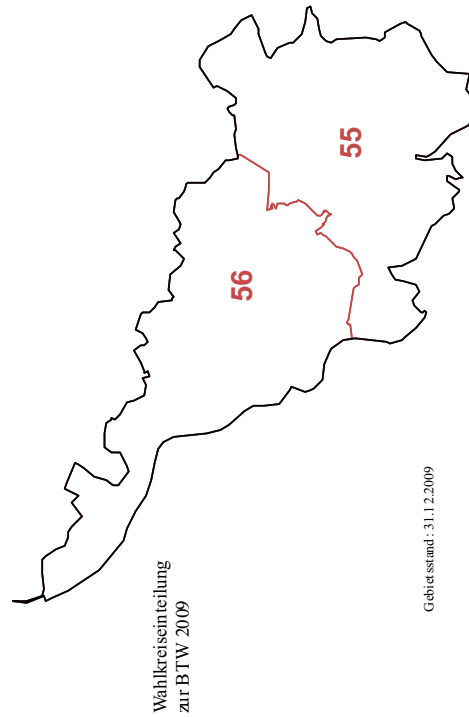 Wahlkreiseinteilung
zur BTW 2009
56
55
Gebietsstand: 31.12.2009